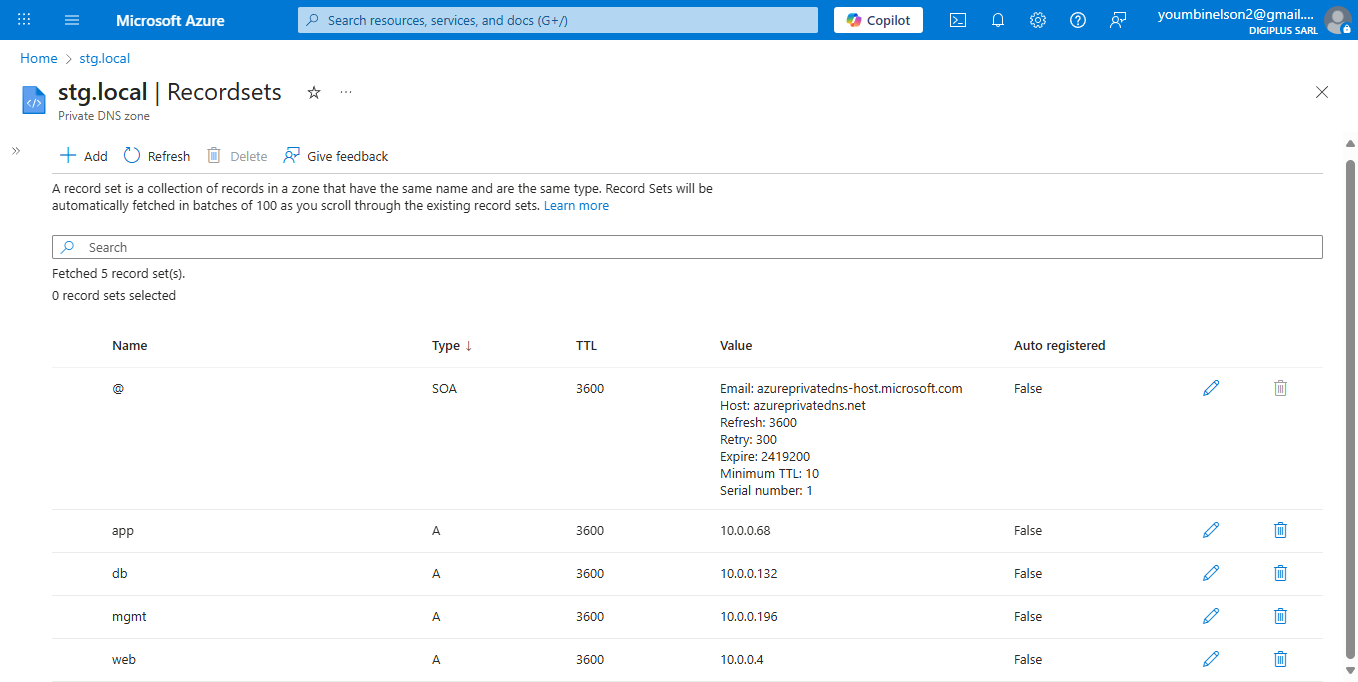 Microsoft Azure
Search resources, services, and docs (G+/)
Copilot
youmbinelson2@gmail....
DIGIPLUS SARL
Home > stg.local
stg.local | Recordsets
Private DNS zone
Add Refresh Delete Give feedback
A record set is a collection of records in a zone that have the same name and are the same type. Record Sets will be
automatically fetched in batches of 100 as you scroll through the existing record sets. Learn more
Search
Fetched 5 record set(s).
0 record sets selected
Name Type TTL Value Auto registered
@ SOA 3600 Email: azureprivatedns-host.microsoft.com False
Host: azureprivatedns.net
Refresh: 3600
Retry: 300
Expire: 2419200
Minimum TTL: 10
Serial number: 1
app A 3600 10.0.0.68 False
db A 3600 10.0.0.132 False
mgmt A 3600 10.0.0.196 False
web A 3600 10.0.0.4 False